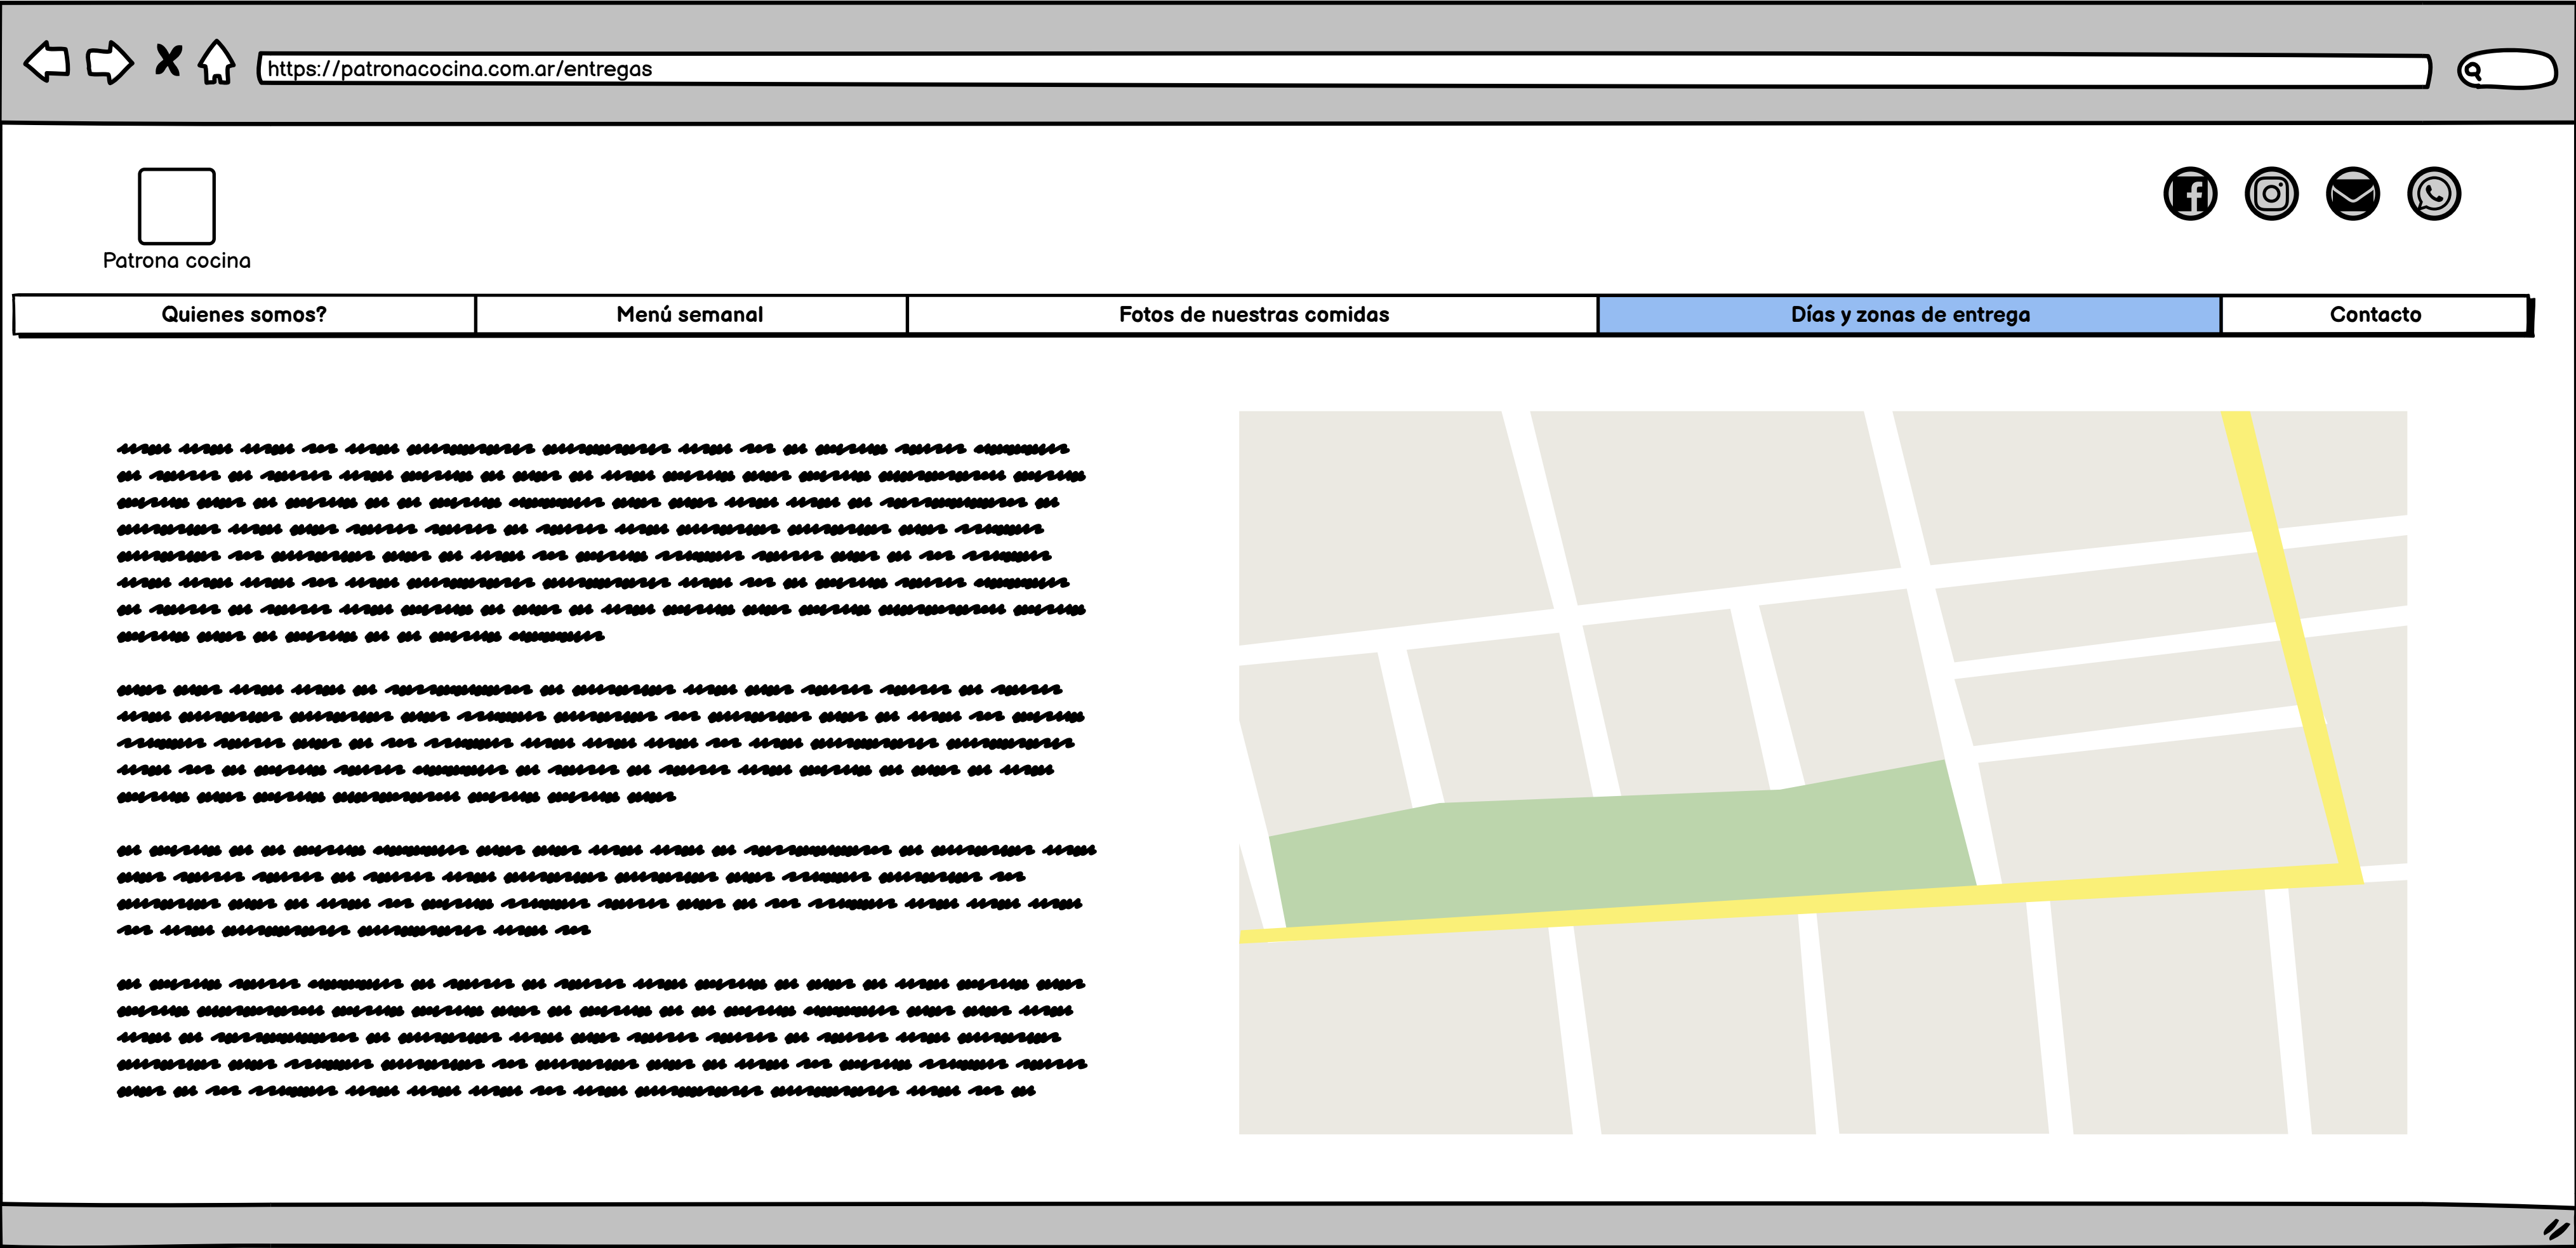 https://patronacocina.com.ar/entregas
Patrona cocina
Quienes somos?
Menú semanal
Fotos de nuestras comidas
Días y zonas de entrega
Contacto